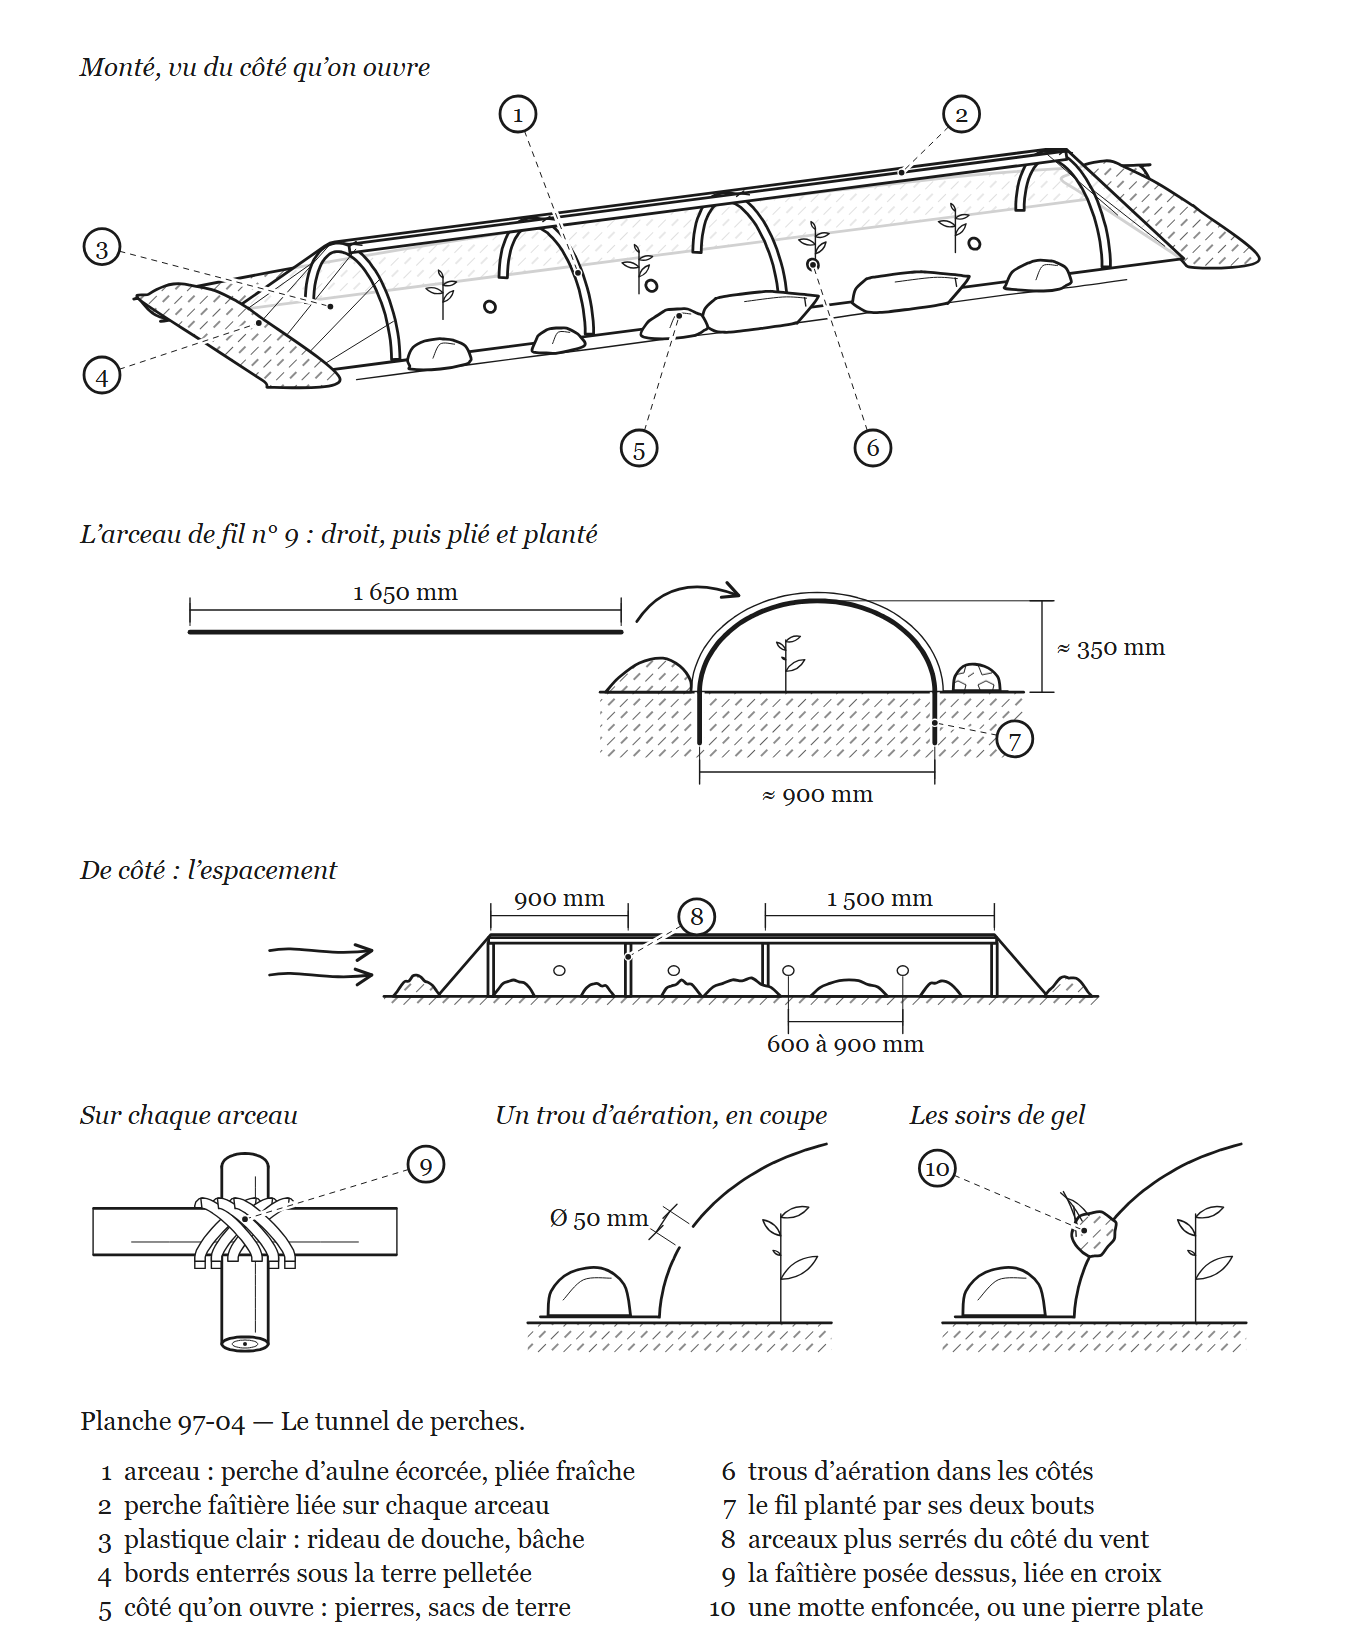 Monté, vu du côté qu’on ouvre
1
2
3
4
5
6
L’arceau de fil n° 9 : droit, puis plié et planté
1 650 mm
≈ 350 mm
7
≈ 900 mm
De côté : l’espacement
900 mm
8
1 500 mm
600 à 900 mm
Sur chaque arceau
Un trou d’aération, en coupe
Les soirs de gel
9
10
Ø 50 mm
Planche 97-04 — Le tunnel de perches.
1 arceau : perche d’aulne écorcée, pliée fraîche
2 perche faîtière liée sur chaque arceau
3 plastique clair : rideau de douche, bâche
4 bords enterrés sous la terre pelletée
5 côté qu’on ouvre : pierres, sacs de terre
6 trous d’aération dans les côtés
7 le fil planté par ses deux bouts
8 arceaux plus serrés du côté du vent
9 la faîtière posée dessus, liée en croix
10 une motte enfoncée, ou une pierre plate